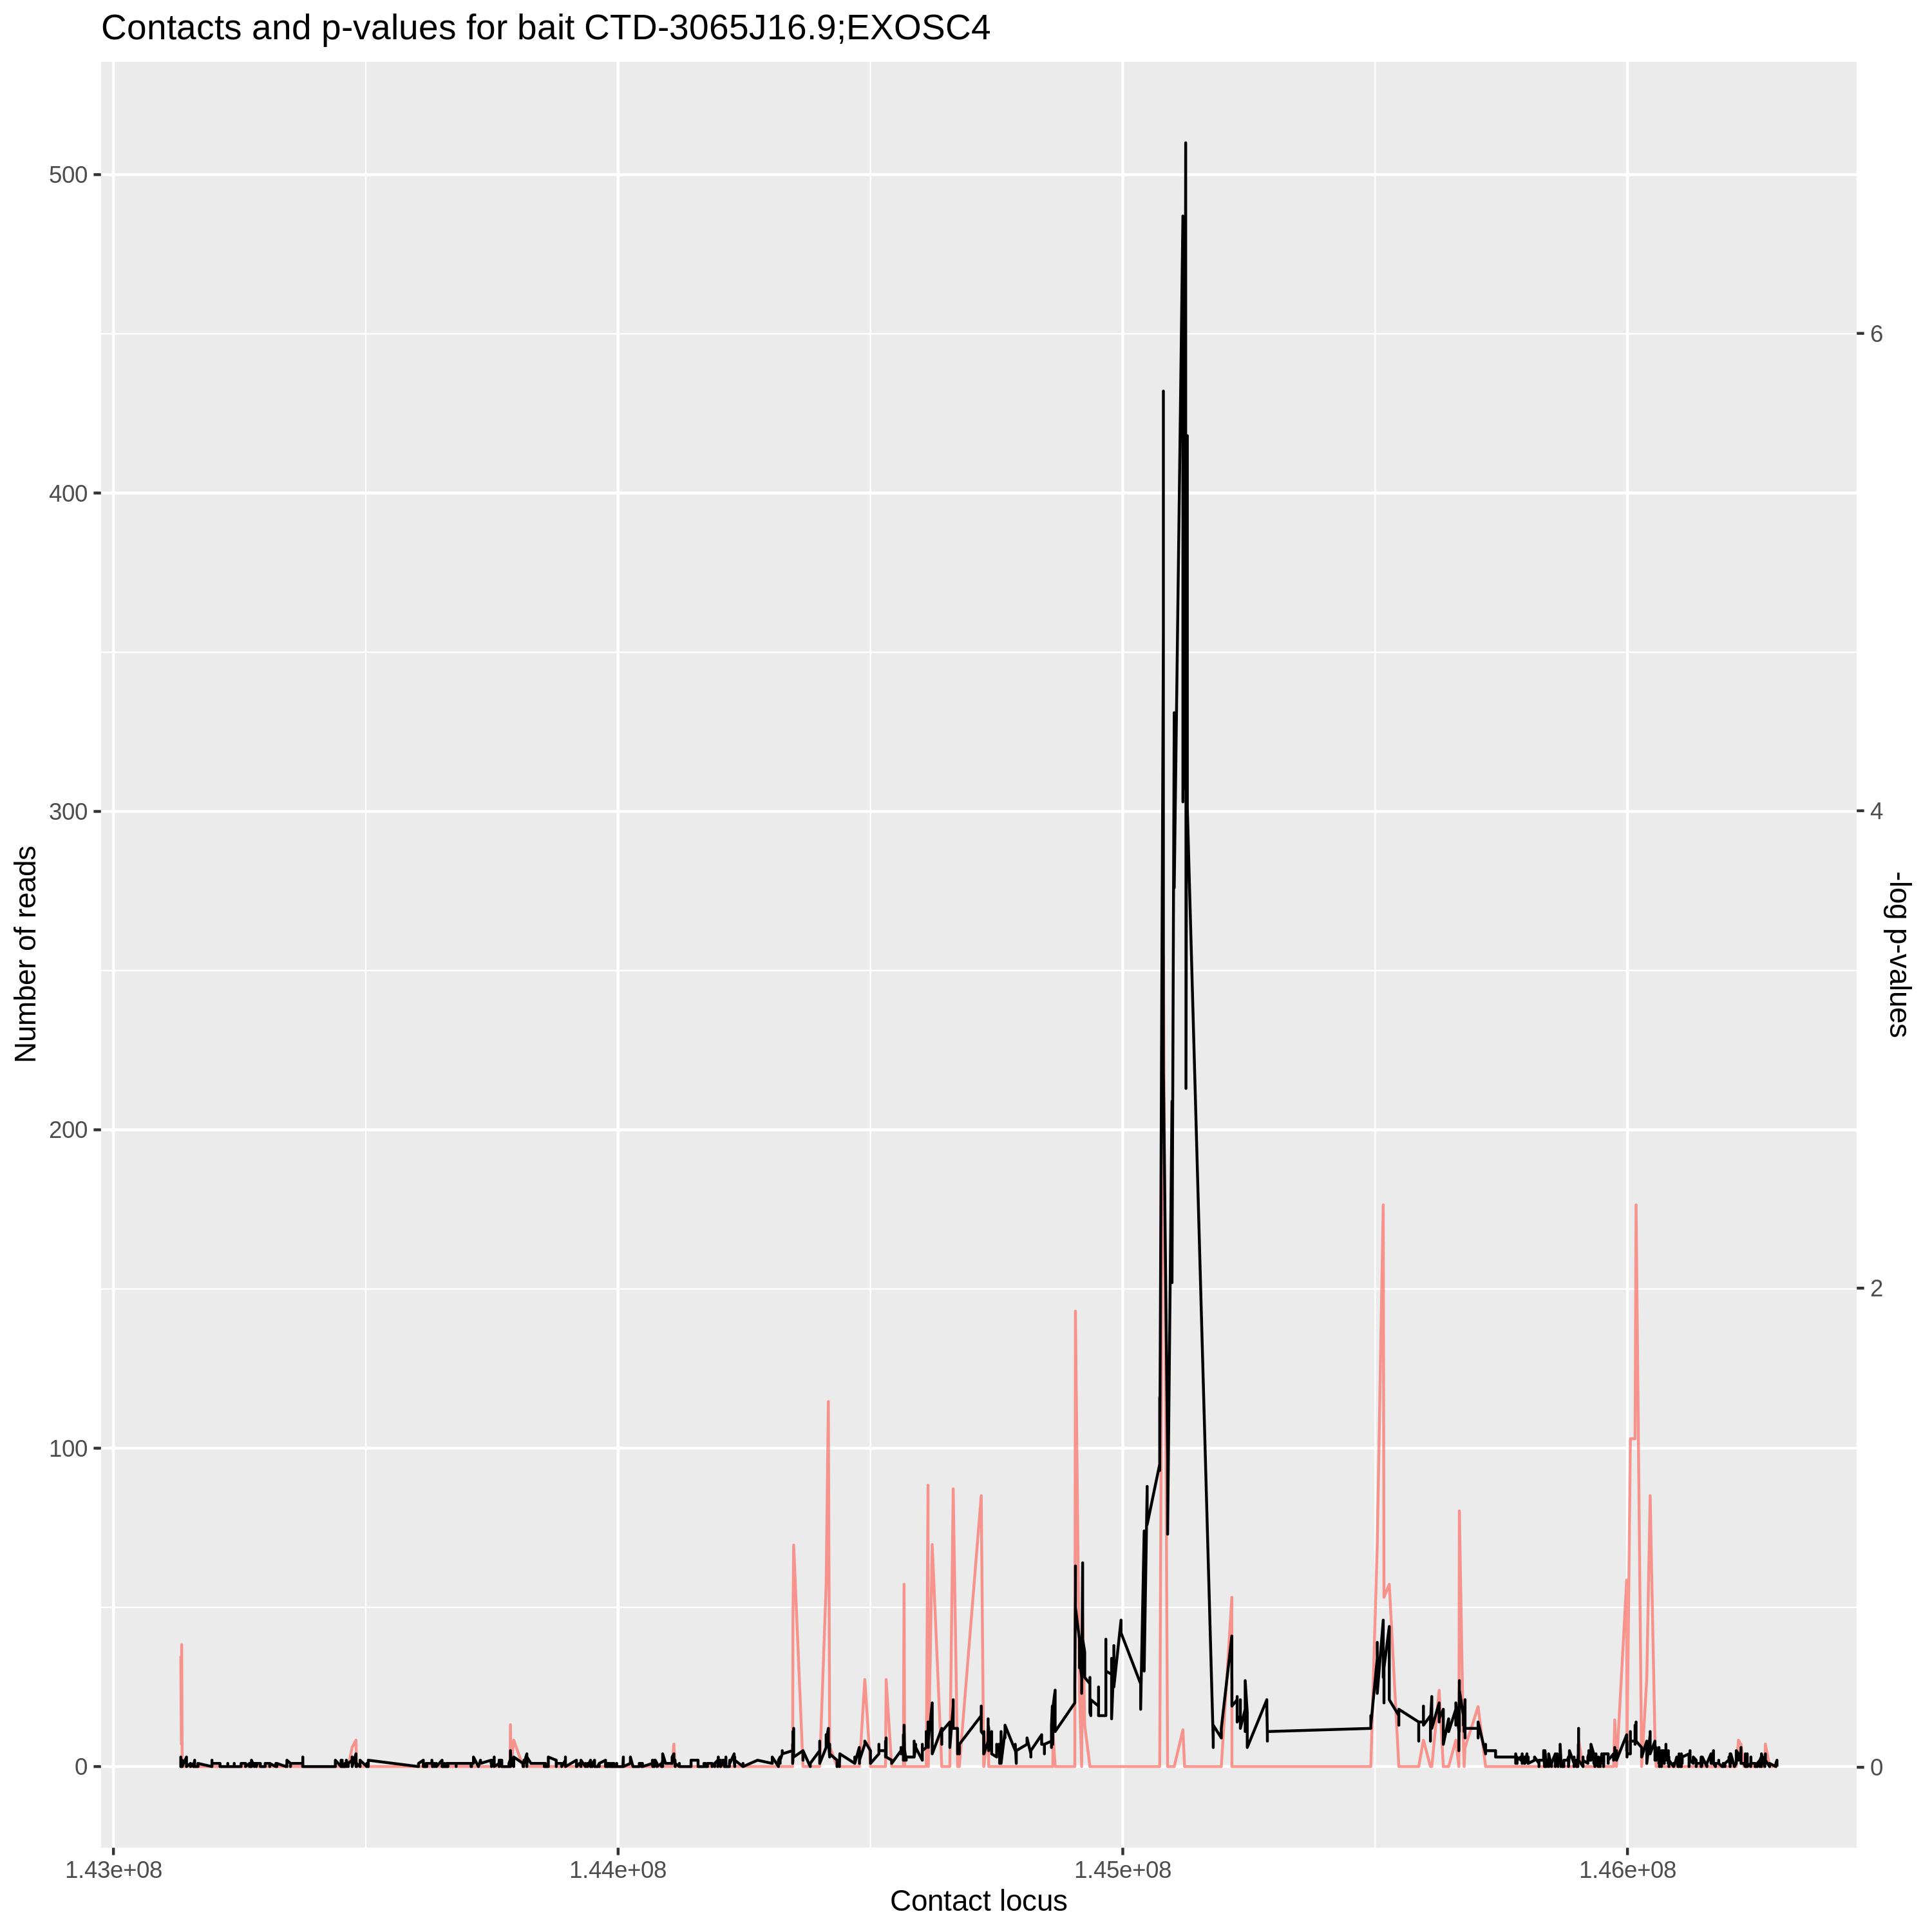 Contacts and p-values for bait CTD-3065J16.9;EXOSC4
Number of reads
500
400
300
200
100
0
6
4
2
0
-log p-values
1.43e+08
1.44e+08
1.45e+08
1.46e+08
Contact locus